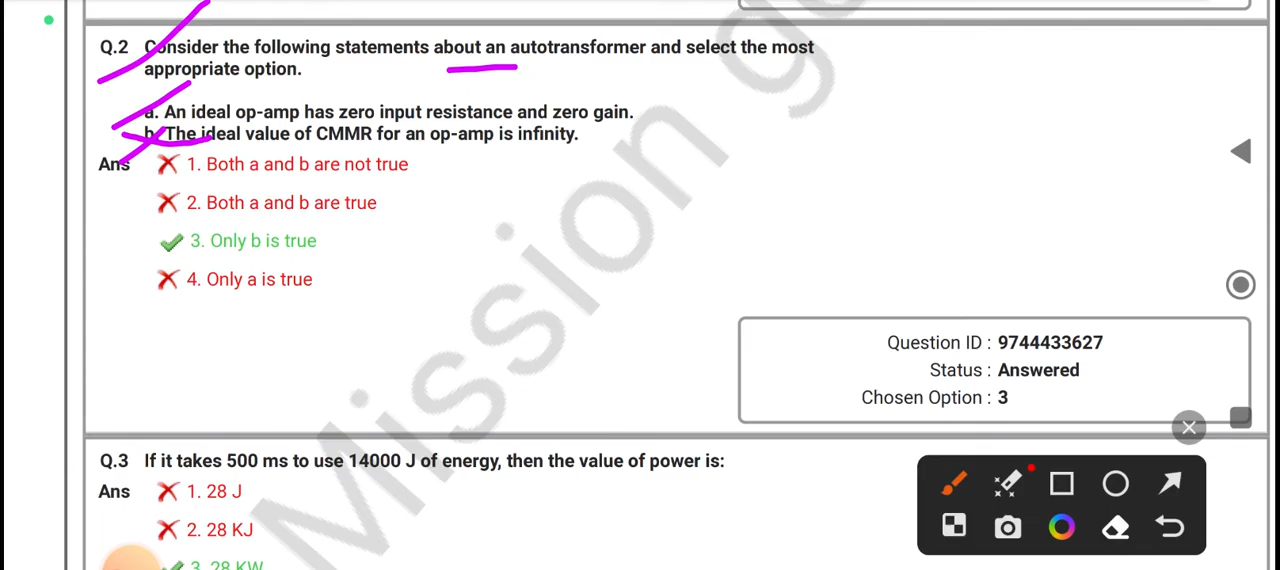 Q.2 Consider the following statements about an autotransformer and select the most
appropriate option.
a. An ideal op-amp has zero input resistance and zero gain.
b. The ideal value of CMMR for an op-amp is infinity.
Ans 1. Both a and b are not true
2. Both a and b are true
3. Only b is true
4. Only a is true
Question ID : 9744433627
Status : Answered
Chosen Option : 3
Q.3 If it takes 500 ms to use 14000 J of energy, then the value of power is:
Ans 1. 28 J
2. 28 KJ
3. 28 KW
Mission g